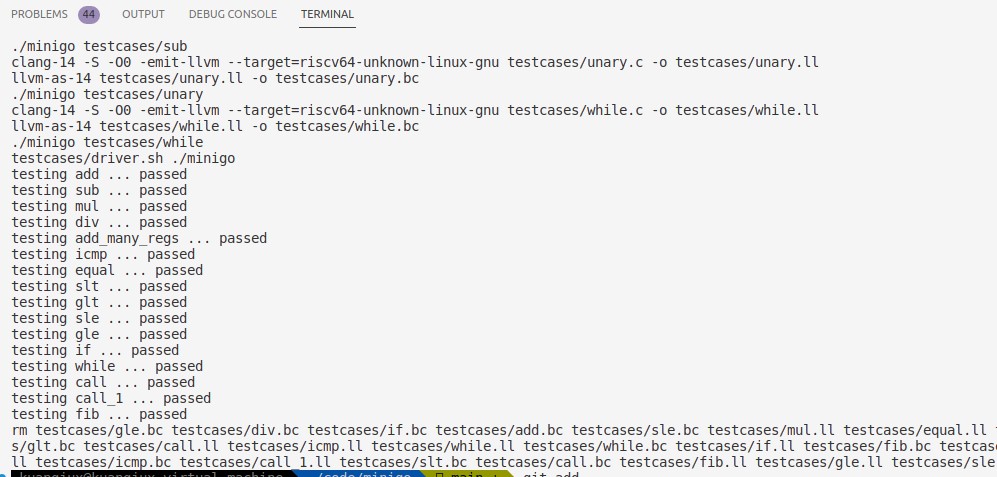 PROBLEMS 44 OUTPUT DEBUG CONSOLE TERMINAL
./minigo testcases/sub
clang-14 -S -O0 -emit-llvm --target=riscv64-unknown-linux-gnu testcases/unary.c -o testcases/unary.ll
llvm-as-14 testcases/unary.ll -o testcases/unary.bc
./minigo testcases/unary
clang-14 -S -O0 -emit-llvm --target=riscv64-unknown-linux-gnu testcases/while.c -o testcases/while.ll
llvm-as-14 testcases/while.ll -o testcases/while.bc
./minigo testcases/while
testcases/driver.sh ./minigo
testing add ... passed
testing sub ... passed
testing mul ... passed
testing div ... passed
testing add_many_regs ... passed
testing icmp ... passed
testing equal ... passed
testing slt ... passed
testing glt ... passed
testing sle ... passed
testing gle ... passed
testing if ... passed
testing while ... passed
testing call ... passed
testing call_1 ... passed
testing fib ... passed
rm testcases/gle.bc testcases/div.bc testcases/if.bc testcases/add.bc testcases/sle.bc testcases/mul.ll testcases/equal.ll
s/glt.bc testcases/call.ll testcases/icmp.ll testcases/while.ll testcases/while.bc testcases/if.ll testcases/fib.bc testcase
ll testcases/icmp.bc testcases/call_1.ll testcases/slt.bc testcases/call.bc testcases/fib.ll testcases/gle.ll testcases/sle
~/code/minigo main git add